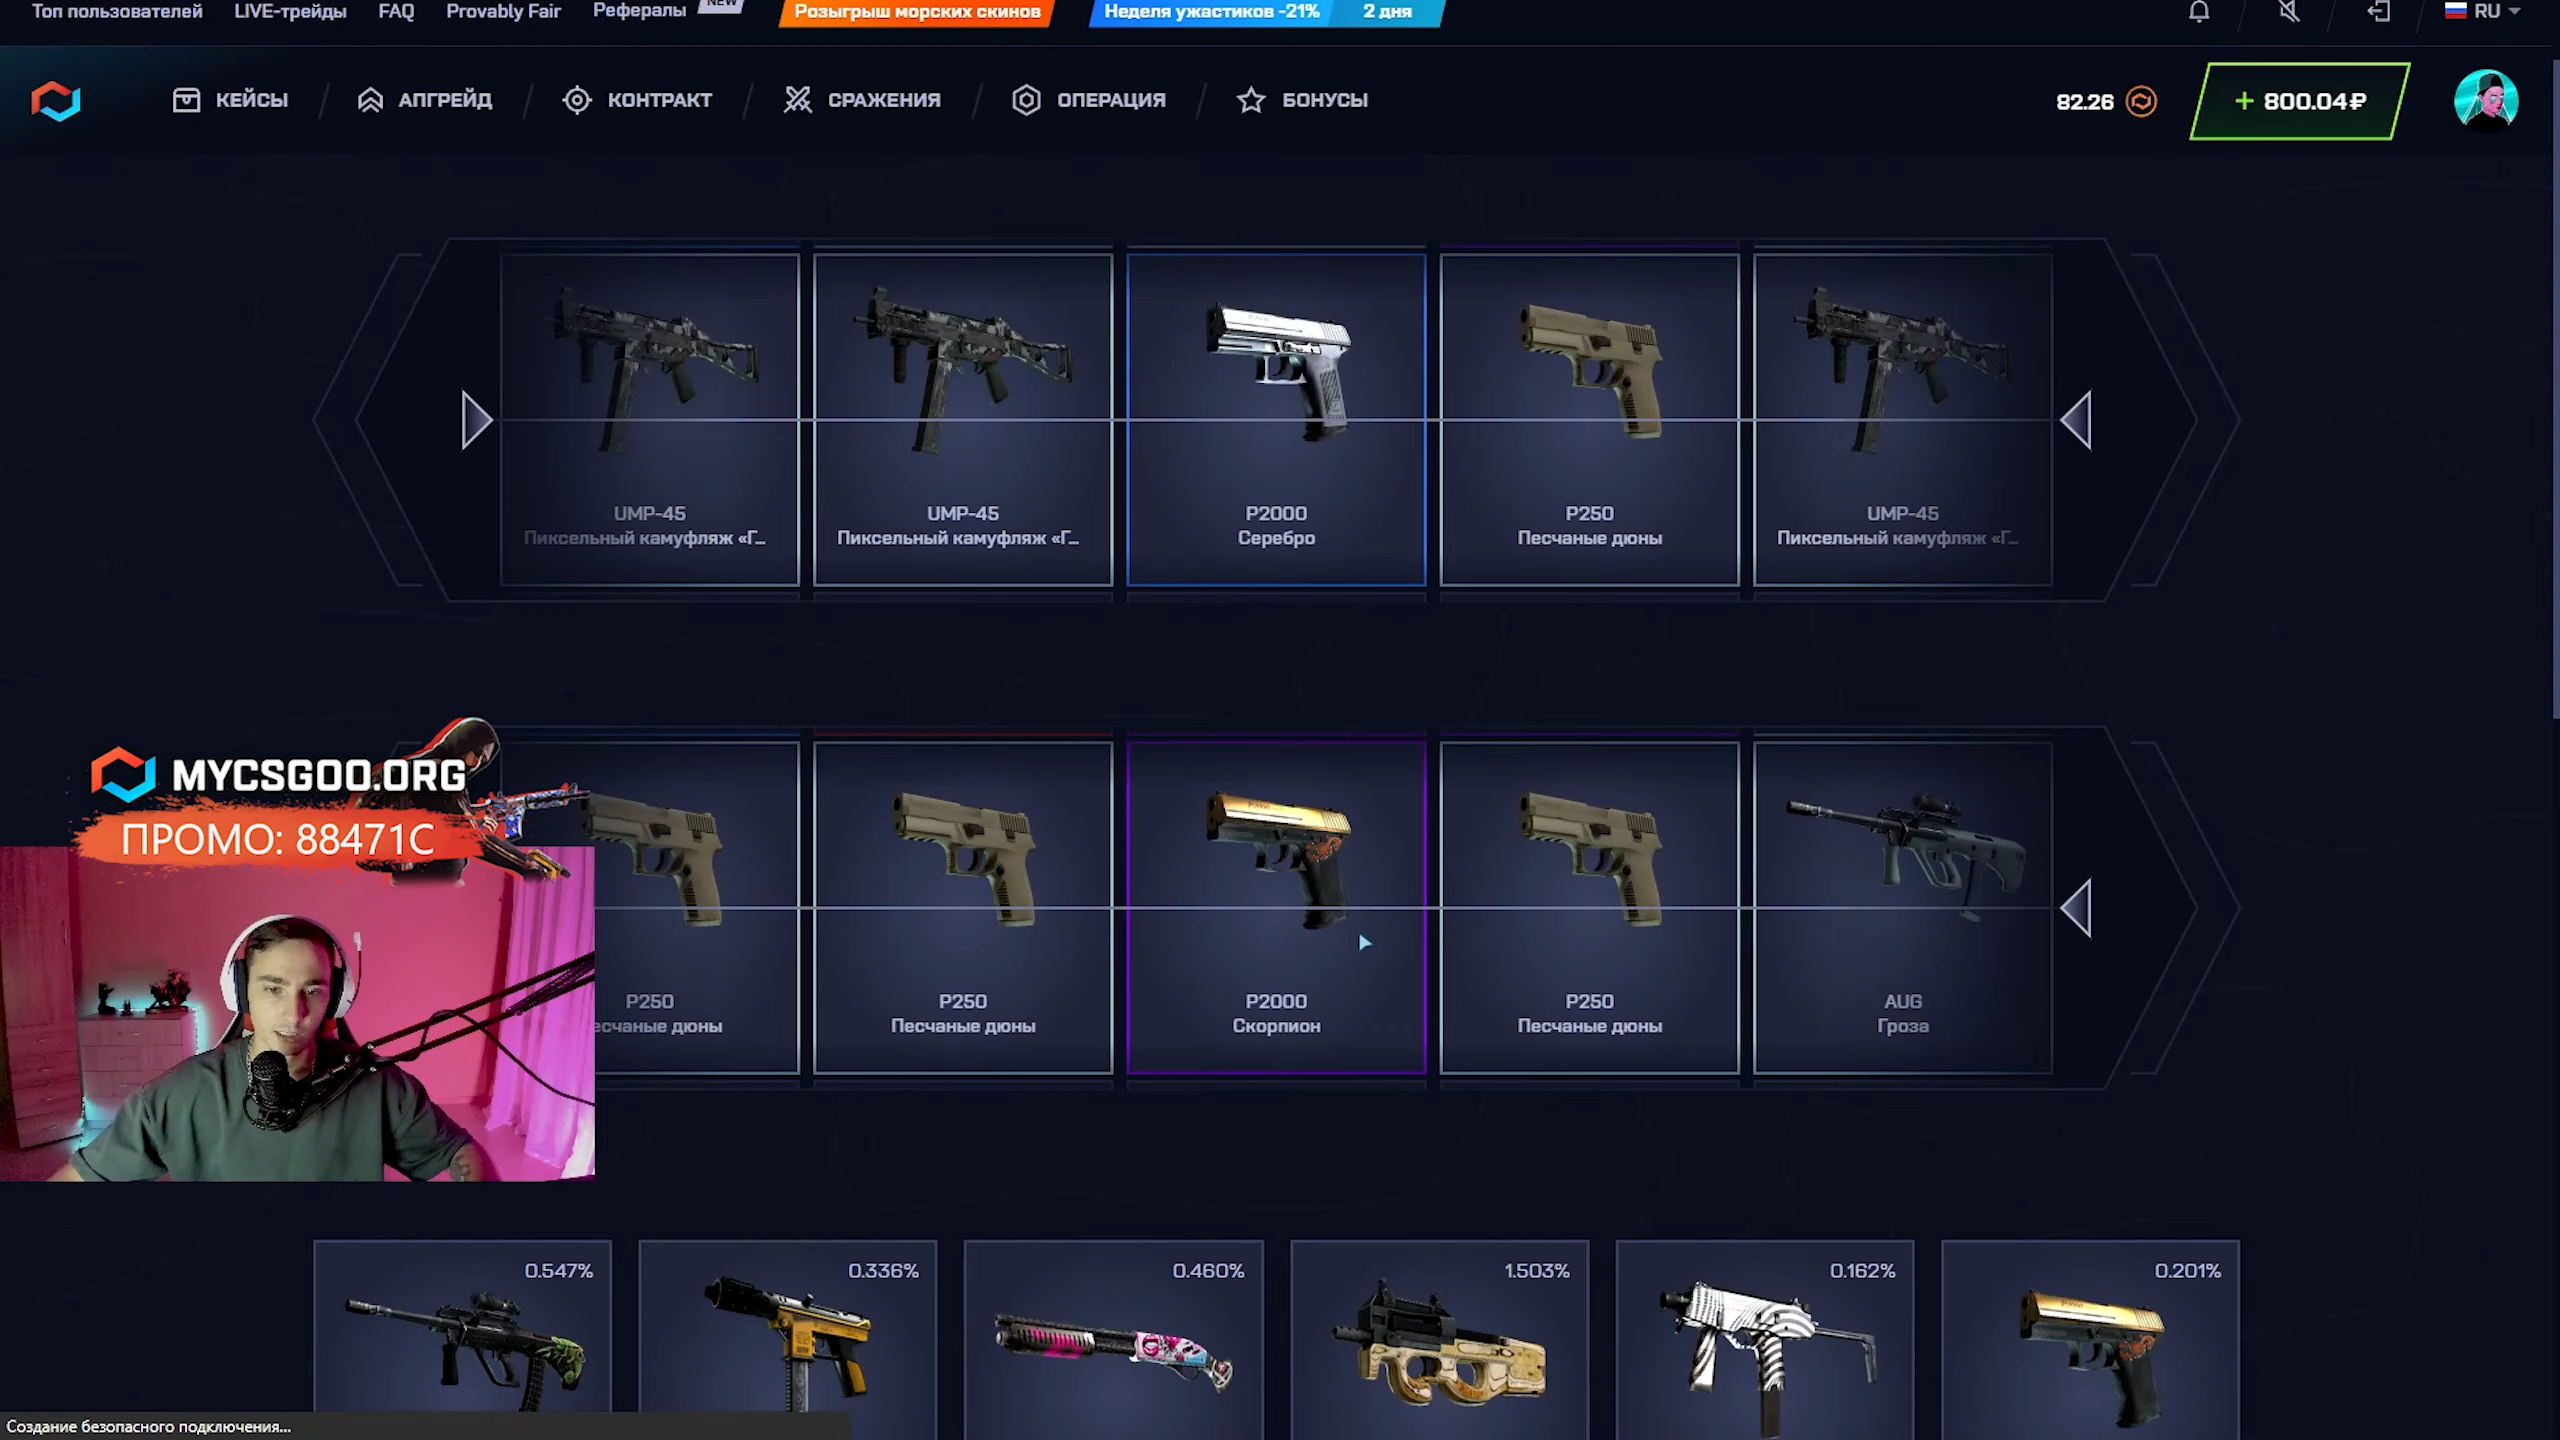 Топ пользователей LIVE-трейды FAQ Provably Fair Рефералы NEW Розыгрыш морских скинов Неделя ужастиков -21% 2 дня RU
КЕЙСЫ АПГРЕЙД КОНТРАКТ СРАЖЕНИЯ ОПЕРАЦИЯ БОНУСЫ 82.26 + 800.04₽
UMP-45 UMP-45 P2000 P250 UMP-45
Пиксельный камуфляж «Г... Пиксельный камуфляж «Г... Серебро Песчаные дюны Пиксельный камуфляж «Г...
MYCSGOO.ORG
ПРОМО: 88471C
P250 P250 P2000 P250 AUG
есчаные дюны Песчаные дюны Скорпион Песчаные дюны Гроза
0.547% 0.336% 0.460% 1.503% 0.162% 0.201%
Создание безопасного подключения...